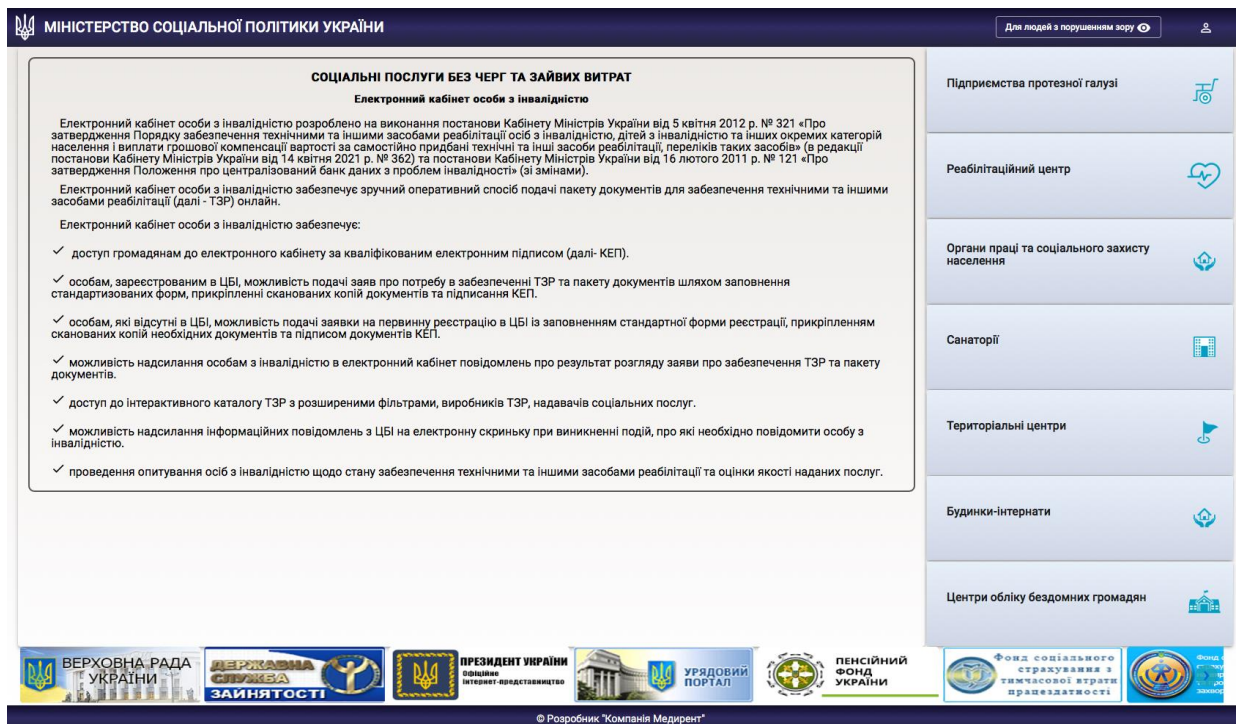 МІНІСТЕРСТВО СОЦІАЛЬНОЇ ПОЛІТИКИ УКРАЇНИ
Для людей з порушенням зору
СОЦІАЛЬНІ ПОСЛУГИ БЕЗ ЧЕРГ ТА ЗАЙВИХ ВИТРАТ
Електронний кабінет особи з інвалідністю
Електронний кабінет особи з інвалідністю розроблено на виконання постанови Кабінету Міністрів України від 5 квітня 2012 р. № 321 «Про
затвердження Порядку забезпечення технічними та іншими засобами реабілітації осіб з інвалідністю, дітей з інвалідністю та інших окремих категорій
населення і виплати грошової компенсації вартості за самостійно придбані технічні та інші засоби реабілітації, переліків таких засобів» (в редакції
постанови Кабінету Міністрів України від 14 квітня 2021 р. № 362) та постанови Кабінету Міністрів України від 16 лютого 2011 р. № 121 «Про
затвердження Положення про централізований банк даних з проблем інвалідності» (зі змінами).
Електронний кабінет особи з інвалідністю забезпечує зручний оперативний спосіб подачі пакету документів для забезпечення технічними та іншими
засобами реабілітації (далі - ТЗР) онлайн.
Електронний кабінет особи з інвалідністю забезпечує:
✓ доступ громадянам до електронного кабінету за кваліфікованим електронним підписом (далі- КЕП).
✓ особам, зареєстрованим в ЦБІ, можливість подачі заяв про потребу в забезпеченні ТЗР та пакету документів шляхом заповнення
стандартизованих форм, прикріпленні сканованих копій документів та підписання КЕП.
✓ особам, які відсутні в ЦБІ, можливість подачі заявки на первинну реєстрацію в ЦБІ із заповненням стандартної форми реєстрації, прикріпленням
сканованих копій необхідних документів та підписом документів КЕП.
✓ можливість надсилання особам з інвалідністю в електронний кабінет повідомлень про результат розгляду заяви про забезпечення ТЗР та пакету
документів.
✓ доступ до інтерактивного каталогу ТЗР з розширеними фільтрами, виробників ТЗР, надавачів соціальних послуг.
✓ можливість надсилання інформаційних повідомлень з ЦБІ на електронну скриньку при виникненні подій, про які необхідно повідомити особу з
інвалідністю.
✓ проведення опитування осіб з інвалідністю щодо стану забезпечення технічними та іншими засобами реабілітації та оцінки якості наданих послуг.
Підприємства протезної галузі
Реабілітаційний центр
Органи праці та соціального захисту
населення
Санаторії
Територіальні центри
Будинки-інтернати
Центри обліку бездомних громадян
ВЕРХОВНА РАДА
УКРАЇНИ
ДЕРЖАВНА
СЛУЖБА
ЗАЙНЯТОСТІ
ПРЕЗИДЕНТ УКРАЇНИ
Офіційне
інтернет-представництво
УРЯДОВИЙ
ПОРТАЛ
ПЕНСІЙНИЙ
ФОНД
УКРАЇНИ
Фонд соціального
страхування з
тимчасової втрати
працездатності
Фонд
© Розробник "Компанія Медирент"